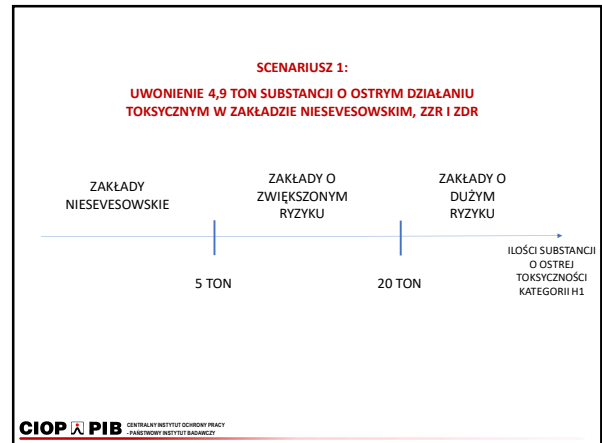 SCENARIUSZ 1:
UWONIENIE 4,9 TON SUBSTANCJI O OSTRYM DZIAŁANIU
TOKSYCZNYM W ZAKŁADZIE NIESEVESOWSKIM, ZZR I ZDR
ZAKŁADY
NIESEVESOWSKIE
ZAKŁADY O
ZWIĘKSZONYM
RYZYKU
ZAKŁADY O
DUŻYM
RYZYKU
5 TON
20 TON
ILOŚCI SUBSTANCJI
O OSTREJ
TOKSYCZNOŚCI
KATEGORII H1
CIOP PIB
CENTRALNY INSTYTUT OCHRONY PRACY
- PAŃSTWOWY INSTYTUT BADAWCZY